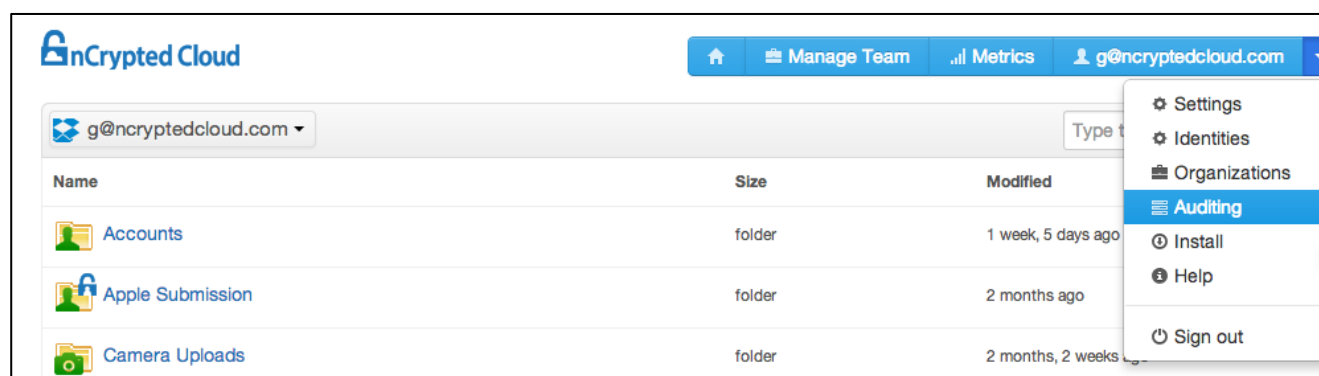 nCrypted Cloud
Manage Team Metrics g@ncryptedcloud.com
g@ncryptedcloud.com
Type t
Settings
Identities
Organizations
Auditing
Install
Help
Sign out
Name Size Modified
Accounts folder 1 week, 5 days ago
Apple Submission folder 2 months ago
Camera Uploads folder 2 months, 2 weeks